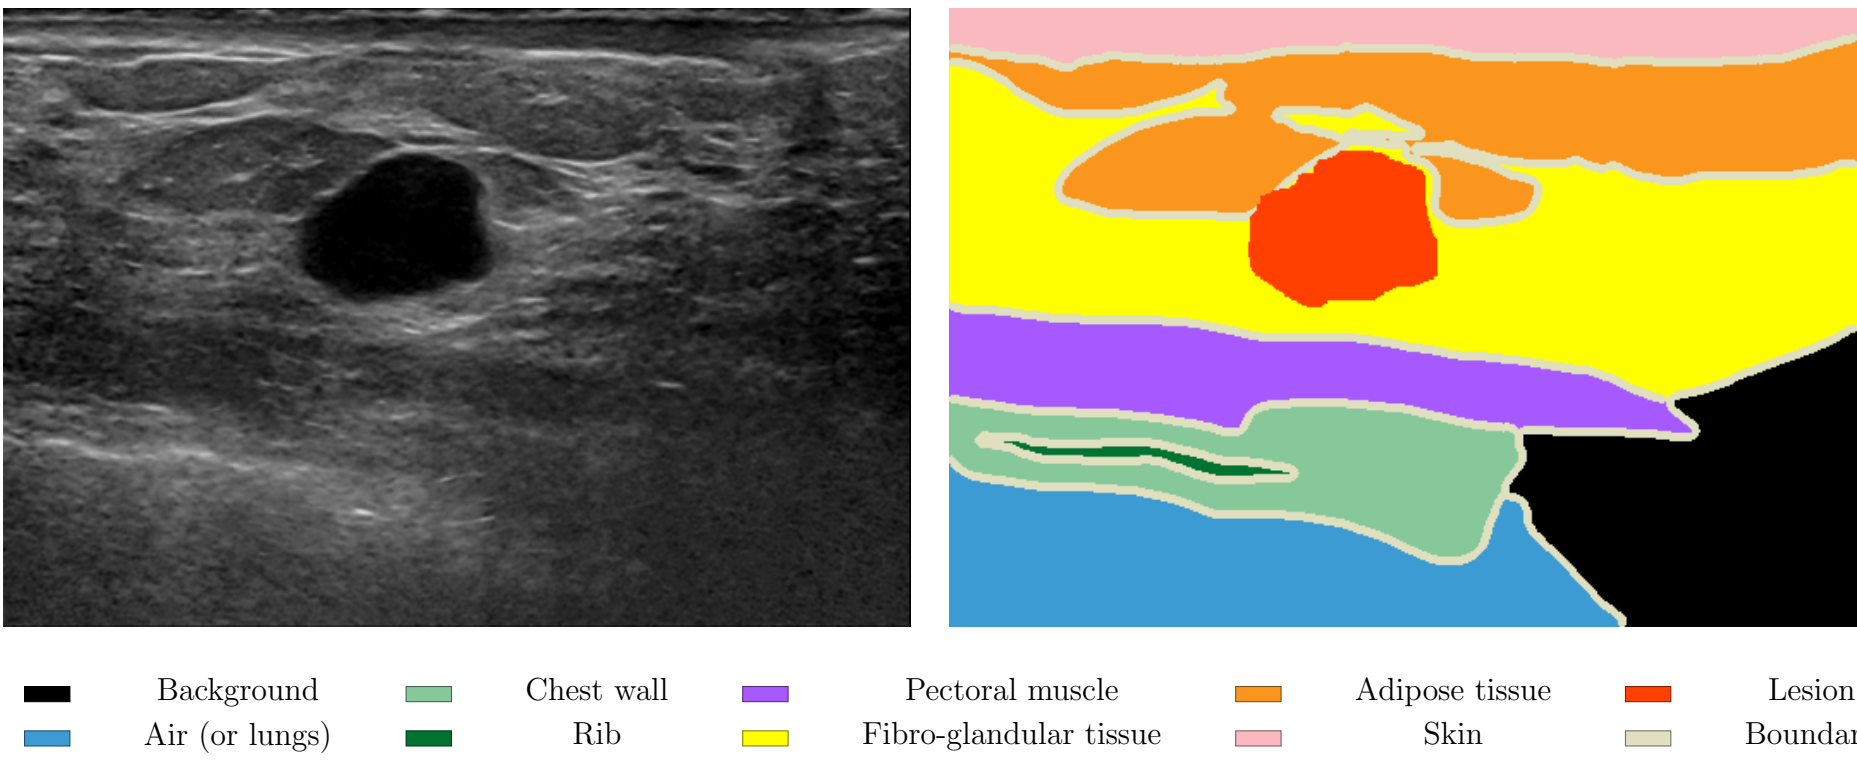 Background Chest wall Pectoral muscle Adipose tissue Lesion
Air (or lungs) Rib Fibro-glandular tissue Skin